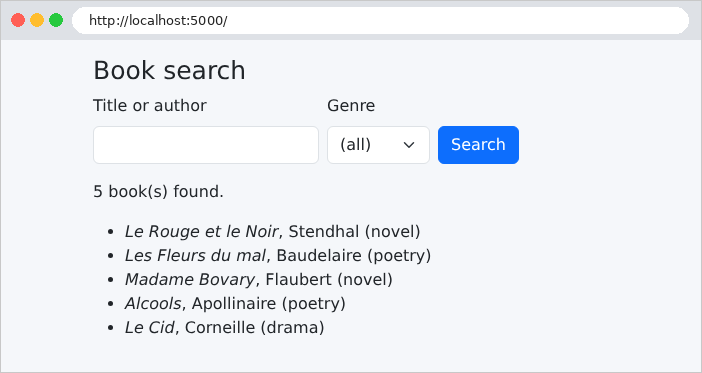 http://localhost:5000/
Book search
Title or author
Genre
(all)
Search
5 book(s) found.
Le Rouge et le Noir, Stendhal (novel)
Les Fleurs du mal, Baudelaire (poetry)
Madame Bovary, Flaubert (novel)
Alcools, Apollinaire (poetry)
Le Cid, Corneille (drama)